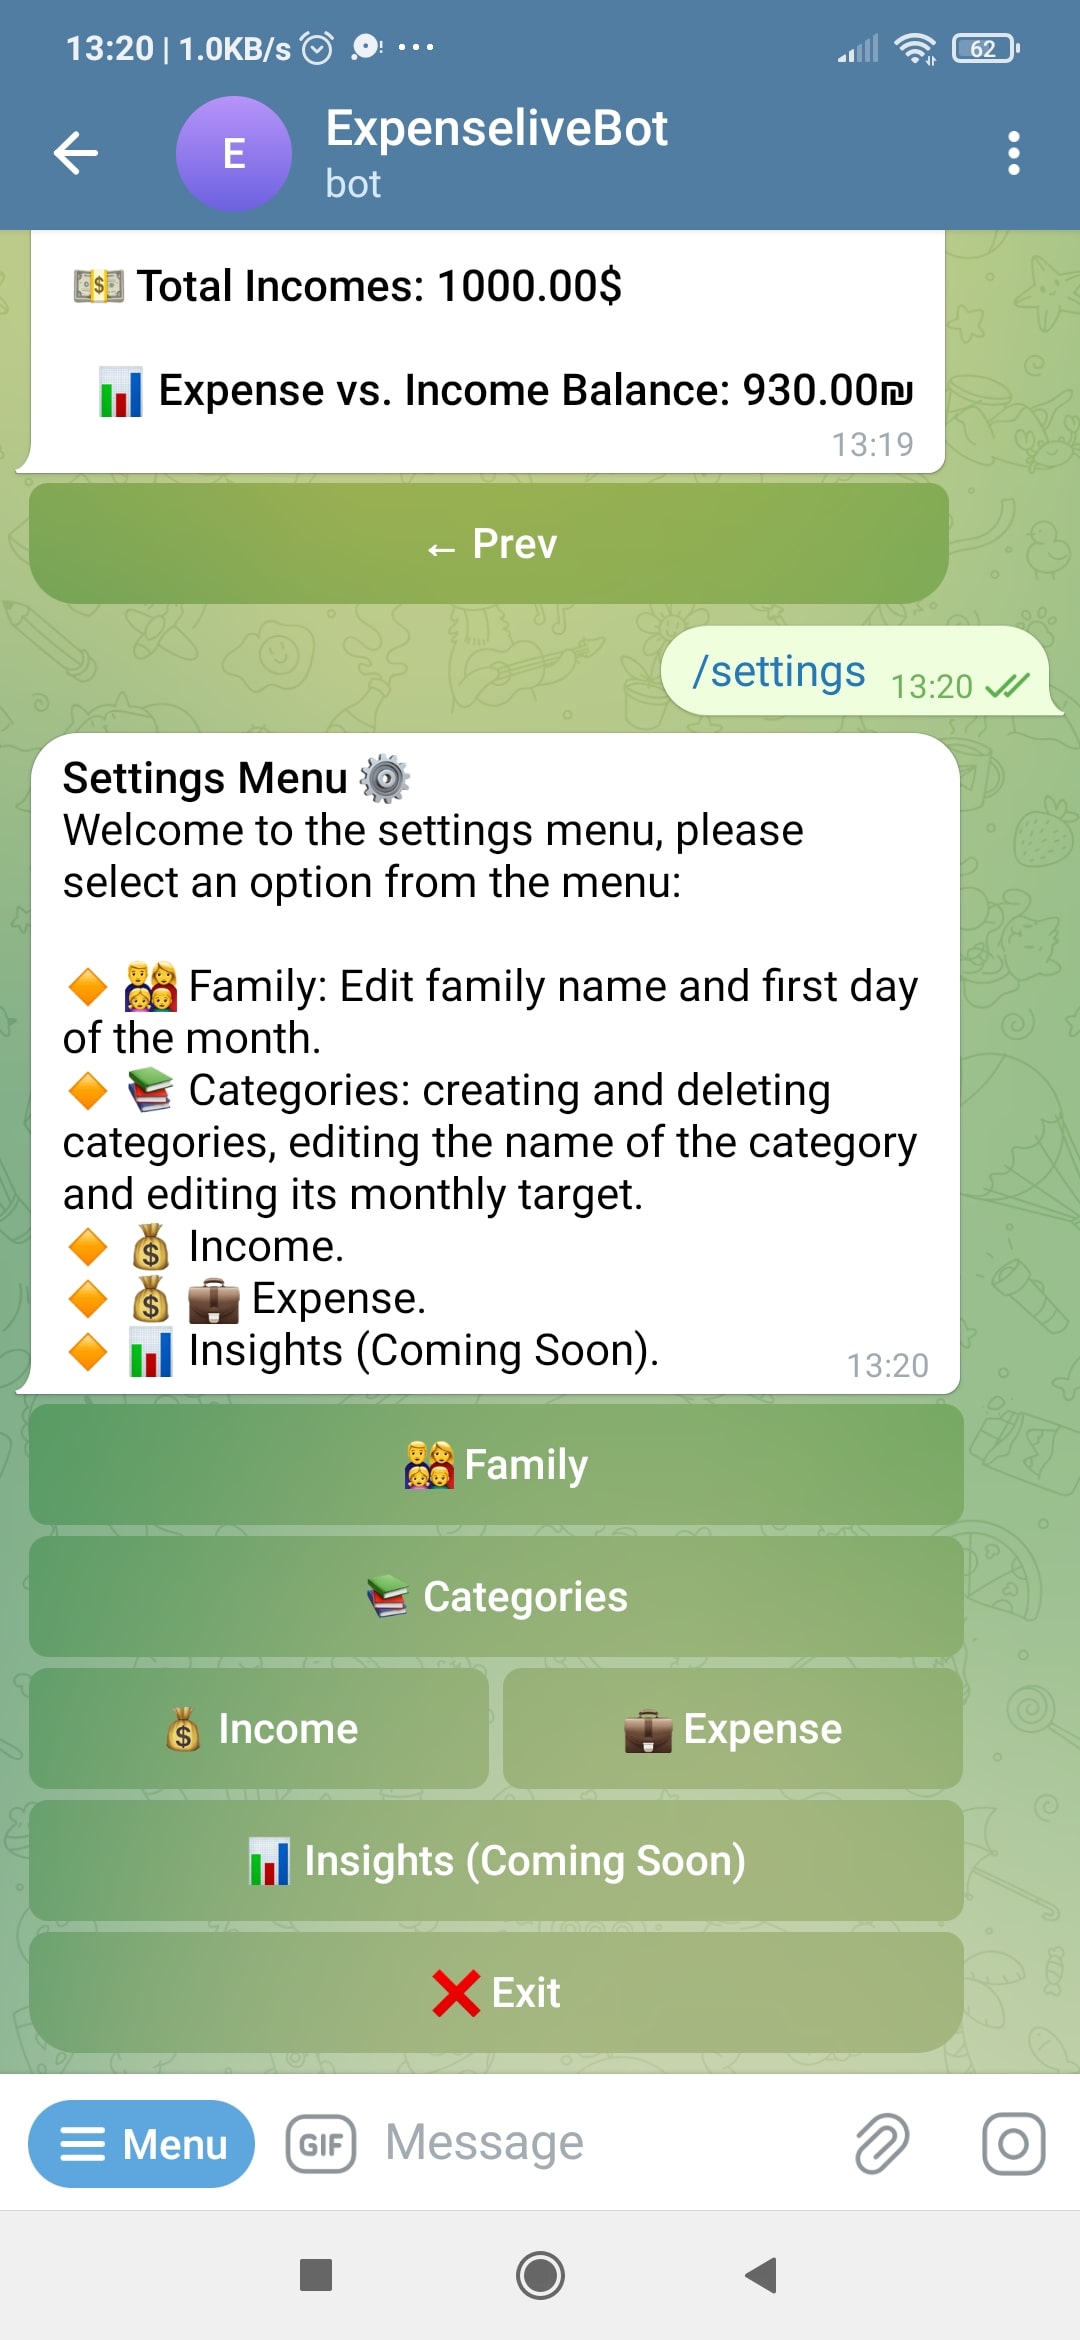 13:20 | 1.0KB/s
62
E
ExpenseliveBot
bot
💵 Total Incomes: 1000.00$
📊 Expense vs. Income Balance: 930.00₪
13:19
← Prev
/settings 13:20
Settings Menu ⚙️
Welcome to the settings menu, please
select an option from the menu:
🔸 👨‍👩‍👧‍👦 Family: Edit family name and first day
of the month.
🔸 📚 Categories: creating and deleting
categories, editing the name of the category
and editing its monthly target.
🔸 💰 Income.
🔸 💰 💼 Expense.
🔸 📊 Insights (Coming Soon).
13:20
👨‍👩‍👧‍👦 Family
📚 Categories
💰 Income
💼 Expense
📊 Insights (Coming Soon)
❌ Exit
Menu
GIF
Message